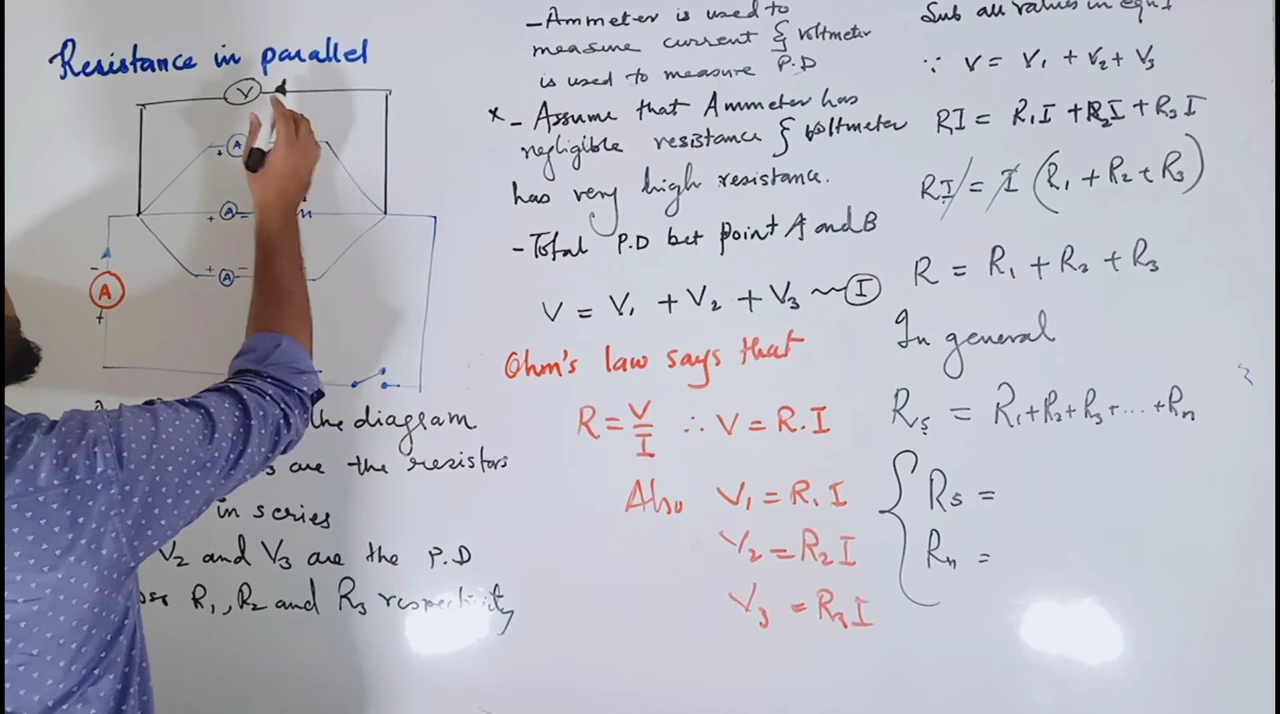 Resistance in parallel
V
+ A
+ A
+ A -
-
A
+
the diagram
are the resistors
in series
V2 and V3 are the P.D
R1, R2 and R3 respectivity
- Ammeter is used to
measure current & voltmeter
is used to measure P.D
x - Assume that Ammeter has
negligible resistance & voltmeter
has very high resistance.
- Total P.D bet point A and B
V = V1 + V2 + V3 ~ I
Ohm's law says that
R = V/I ∴ V = R.I
Also V1 = R1 I
V2 = R2 I
V3 = R3 I
Sub all values in equ I
∵ V = V1 + V2 + V3
RI = R1I + R2I + R3I
RI = I (R1 + R2 + R3)
R = R1 + R2 + R3
In general
Rs = R1+R2+R3+...+Rn
Rs =
Rn =